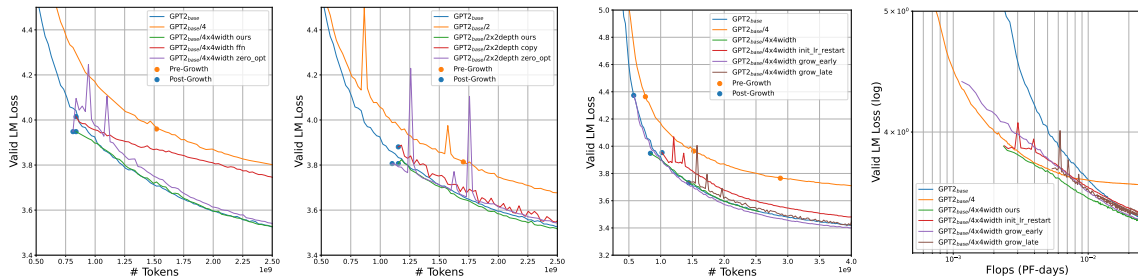 4.4
4.2
4.0
3.8
3.6
3.4
Valid LM Loss
0.50 0.75 1.00 1.25 1.50 1.75 2.00 2.25 2.50
# Tokens
1e9
GPT2base
GPT2base/4
GPT2base/4x4width ours
GPT2base/4x4width ffn
GPT2base/4x4width zero_opt
Pre-Growth
Post-Growth
4.4
4.2
4.0
3.8
3.6
3.4
Valid LM Loss
0.50 0.75 1.00 1.25 1.50 1.75 2.00 2.25 2.50
# Tokens
1e9
GPT2base
GPT2base/2
GPT2base/2x2depth ours
GPT2base/2x2depth copy
GPT2base/2x2depth zero_opt
Pre-Growth
Post-Growth
5.0
4.8
4.6
4.4
4.2
4.0
3.8
3.6
3.4
Valid LM Loss
0.5 1.0 1.5 2.0 2.5 3.0 3.5 4.0
# Tokens
1e9
GPT2base
GPT2base/4
GPT2base/4x4width
GPT2base/4x4width init_lr_restart
GPT2base/4x4width grow_early
GPT2base/4x4width grow_late
Pre-Growth
Post-Growth
5 × 10⁰
4 × 10⁰
Valid LM Loss (log)
10⁻³ 10⁻²
Flops (PF-days)
GPT2base
GPT2base/4
GPT2base/4x4width ours
GPT2base/4x4width init_lr_restart
GPT2base/4x4width grow_early
GPT2base/4x4width grow_late